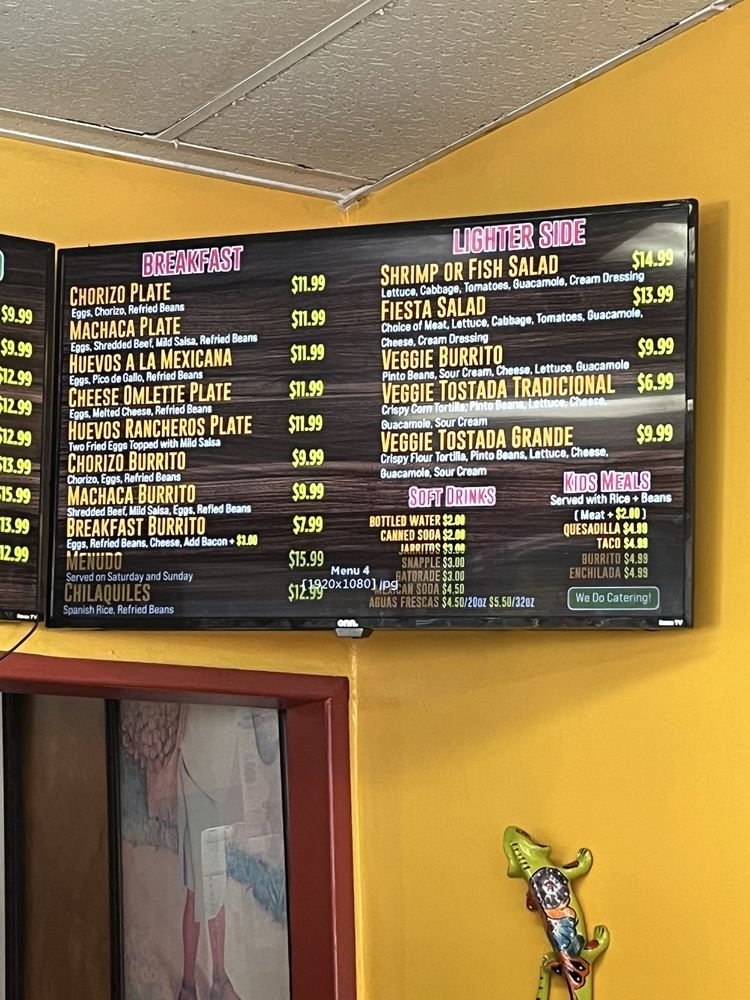 $9.99
$9.99
$12.99
$12.99
$12.99
$13.99
$15.99
$13.99
$12.99
BREAKFAST
CHORIZO PLATE $11.99
Eggs, Chorizo, Refried Beans
MACHACA PLATE $11.99
Eggs, Shredded Beef, Mild Salsa, Refried Beans
HUEVOS A LA MEXICANA $11.99
Eggs, Pico de Gallo, Refried Beans
CHEESE OMLETTE PLATE $11.99
Eggs, Melted Cheese, Refried Beans
HUEVOS RANCHEROS PLATE $11.99
Two Fried Eggs Topped with Mild Salsa
CHORIZO BURRITO $9.99
Chorizo, Eggs, Refried Beans
MACHACA BURRITO $9.99
Shredded Beef, Mild Salsa, Eggs, Refied Beans
BREAKFAST BURRITO $7.99
Eggs, Refried Beans, Cheese, Add Bacon + $1.00
MENUDO $15.99
Served on Saturday and Sunday
CHILAQUILES $12.99
Spanish Rice, Refried Beans
LIGHTER SIDE
SHRIMP OR FISH SALAD $14.99
Lettuce, Cabbage, Tomatoes, Guacamole, Cream Dressing
FIESTA SALAD $13.99
Choice of Meat, Lettuce, Cabbage, Tomatoes, Guacamole,
Cheese, Cream Dressing
VEGGIE BURRITO $9.99
Pinto Beans, Sour Cream, Cheese, Lettuce, Guacamole
VEGGIE TOSTADA TRADICIONAL $6.99
Crispy Corn Tortilla, Pinto Beans, Lettuce, Cheese,
Guacamole, Sour Cream
VEGGIE TOSTADA GRANDE $9.99
Crispy Flour Tortilla, Pinto Beans, Lettuce, Cheese,
Guacamole, Sour Cream
SOFT DRINKS
BOTTLED WATER $2.00
CANNED SODA $2.00
JARRITOS $3.00
SNAPPLE $3.00
GATORADE $3.00
MEXICAN SODA $4.50
AGUAS FRESCAS $4.50/20oz $5.50/32oz
KIDS MEALS
Served with Rice + Beans
( Meat + $2.00 )
QUESADILLA $4.99
TACO $4.99
BURRITO $4.99
ENCHILADA $4.99
We Do Catering!
Menu 4
[1920x1080].jpg
onn.
Roku TV
Roku TV